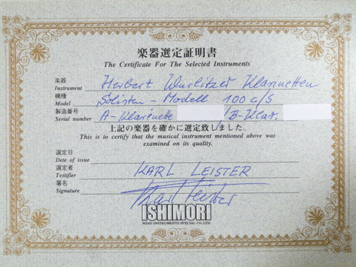 楽器選定証明書
The Certificate For The Selected Instruments
楽器
Instrument Herbert Wurlitzer Klarinetten
機種
Model Solisten - Modell 100 C/S
製造番号
Serial number A-Klarinette / B-Klar.
上記の楽器を確かに選定致しました。
This is to certify that the musical instrument mentioned above was
examined on its quality.
選定日
Date of issue
選定者
Testifier KARL LEISTER
署名
Signature Karl Leister
ISHIMORI